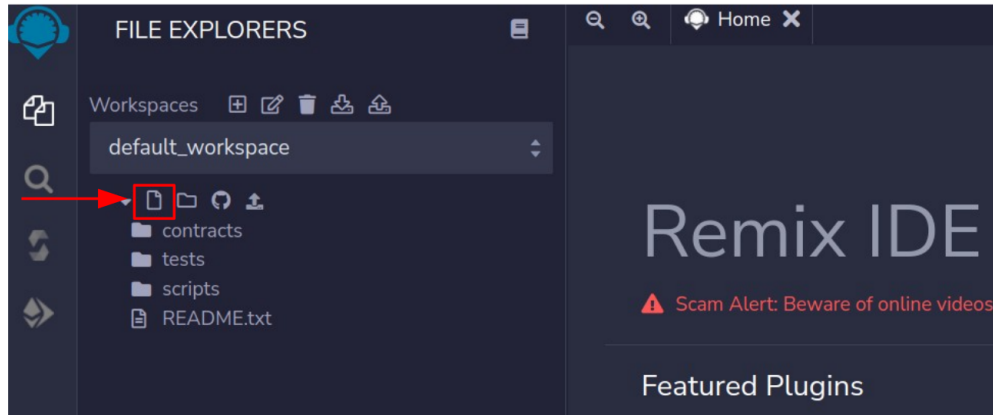 FILE EXPLORERS
Home
Workspaces
default_workspace
contracts
tests
scripts
README.txt
Remix IDE
Scam Alert: Beware of online videos
Featured Plugins